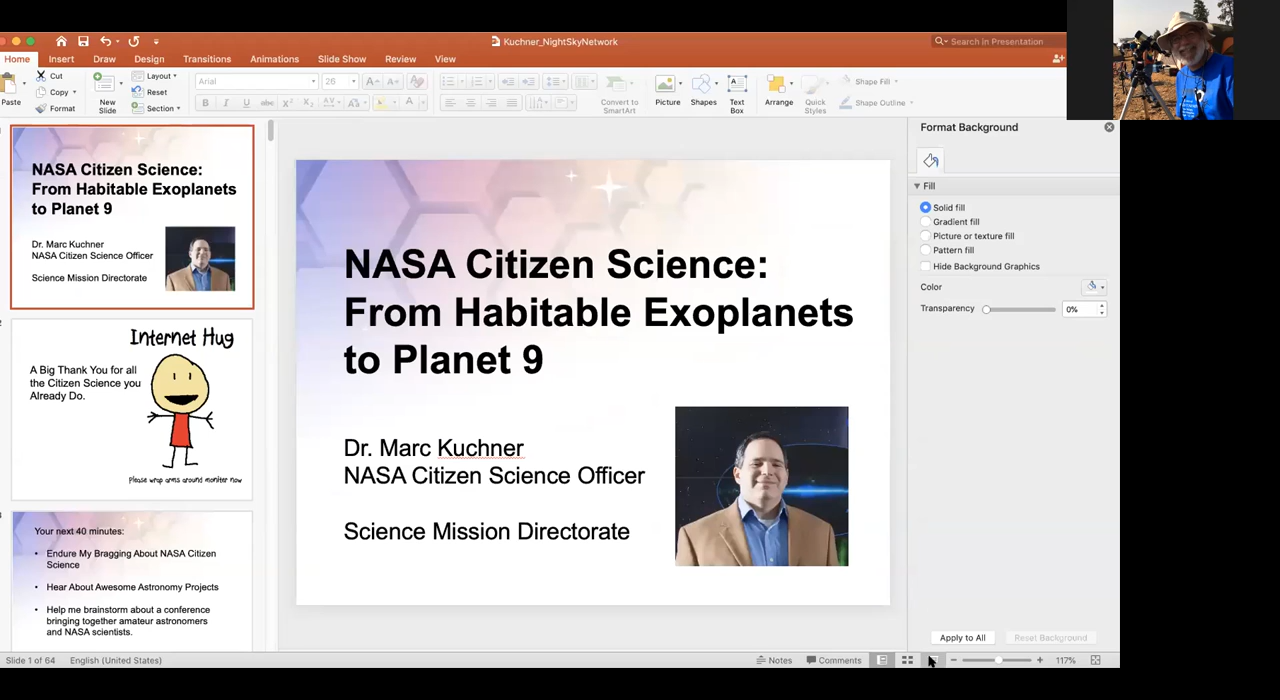 Kuchner_NightSkyNetwork
Search in Presentation
Home Insert Draw Design Transitions Animations Slide Show Review View
Paste
Cut
Copy
Format
New Slide
Layout
Reset
Section
Arial 26
Convert to SmartArt
Picture
Shapes
Text Box
Arrange
Quick Styles
Shape Fill
Shape Outline
NASA Citizen Science:
From Habitable Exoplanets
to Planet 9
Dr. Marc Kuchner
NASA Citizen Science Officer
Science Mission Directorate
2
Internet Hug
A Big Thank You for all
the Citizen Science you
Already Do.
Please wrap arms around moniter now
Your next 40 minutes:
• Endure My Bragging About NASA Citizen
Science
• Hear About Awesome Astronomy Projects
• Help me brainstorm about a conference
bringing together amateur astronomers
and NASA scientists.
NASA Citizen Science:
From Habitable Exoplanets
to Planet 9
Dr. Marc Kuchner
NASA Citizen Science Officer
Science Mission Directorate
Format Background
Fill
Solid fill
Gradient fill
Picture or texture fill
Pattern fill
Hide Background Graphics
Color
Transparency 0%
Apply to All Reset Background
Slide 1 of 64 English (United States) Notes Comments 117%